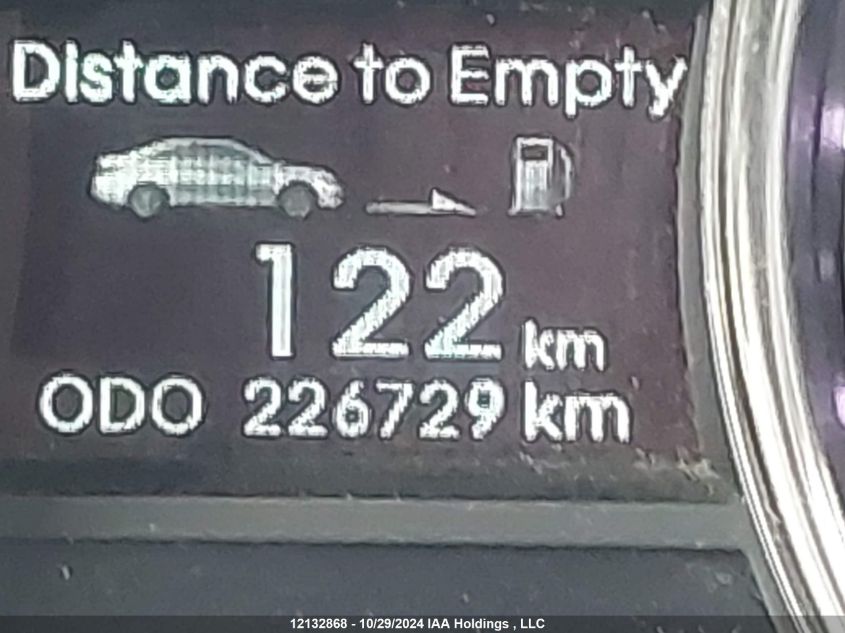 Distance to Empty
122 km
ODO 226729 km
12132868 - 10/29/2024 IAA Holdings , LLC